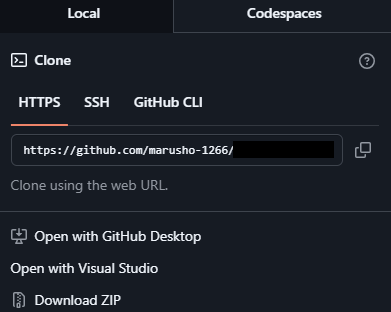 Local Codespaces
Clone
HTTPS SSH GitHub CLI
https://github.com/marusho-1266/
Clone using the web URL.
Open with GitHub Desktop
Open with Visual Studio
Download ZIP